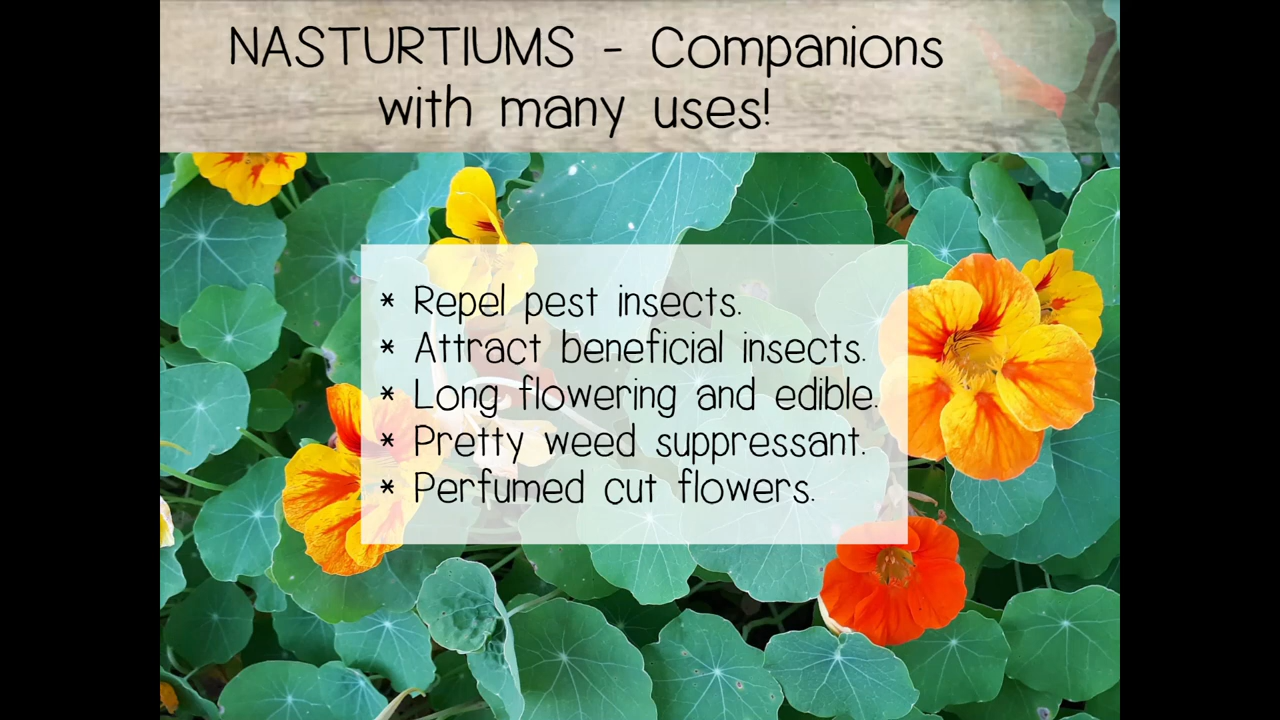 NASTURTIUMS - Companions
with many uses!
* Repel pest insects.
* Attract beneficial insects.
* Long flowering and edible.
* Pretty weed suppressant.
* Perfumed cut flowers.